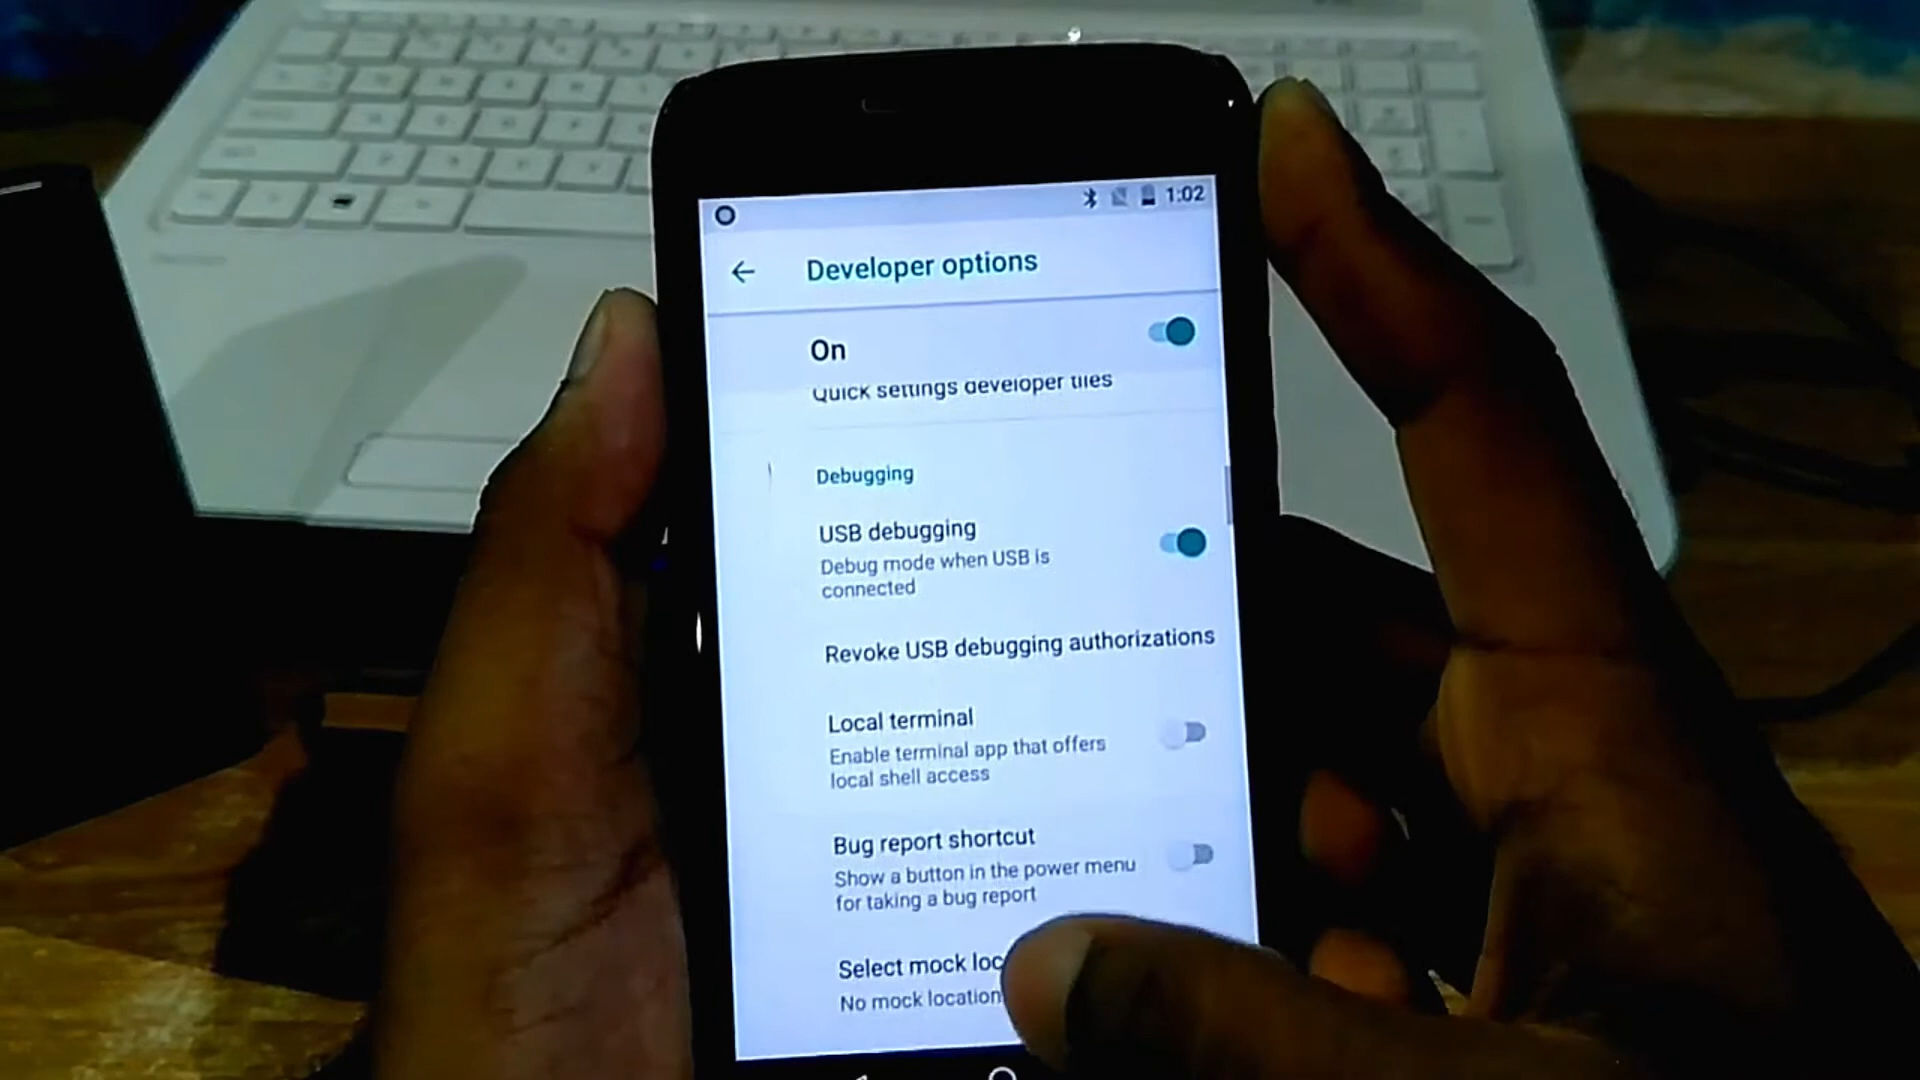 1:02
Developer options
On
Quick settings developer tiles
Debugging
USB debugging
Debug mode when USB is
connected
Revoke USB debugging authorizations
Local terminal
Enable terminal app that offers
local shell access
Bug report shortcut
Show a button in the power menu
for taking a bug report
Select mock loc
No mock location